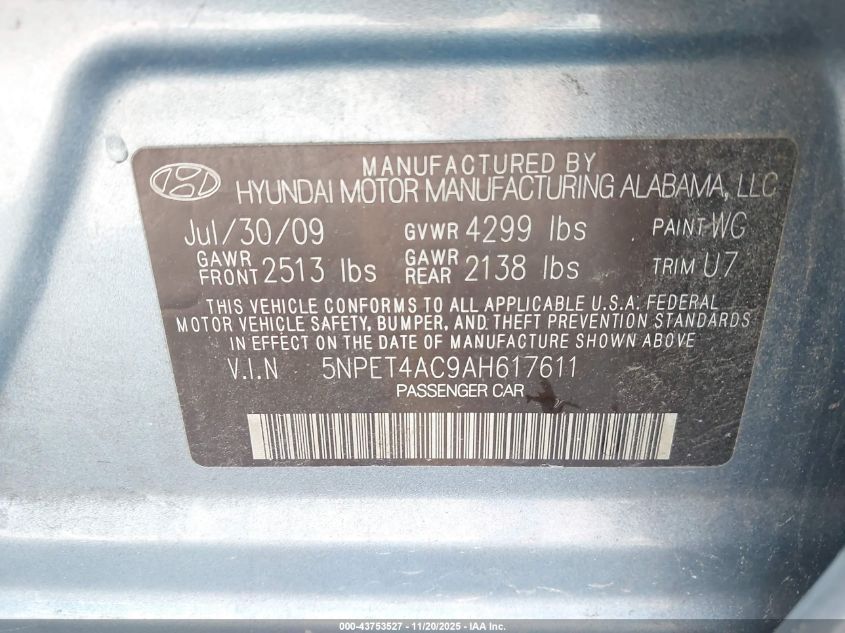 MANUFACTURED BY
HYUNDAI MOTOR MANUFACTURING ALABAMA, LLC
Jul/30/09 GVWR 4299 lbs PAINT WG
GAWR FRONT 2513 lbs GAWR REAR 2138 lbs TRIM U7
THIS VEHICLE CONFORMS TO ALL APPLICABLE U.S.A. FEDERAL
MOTOR VEHICLE SAFETY, BUMPER, AND THEFT PREVENTION STANDARDS
IN EFFECT ON THE DATE OF MANUFACTURE SHOWN ABOVE
V.I.N 5NPET4AC9AH617611
PASSENGER CAR
000-43753527 - 11/20/2025 - IAA Inc.